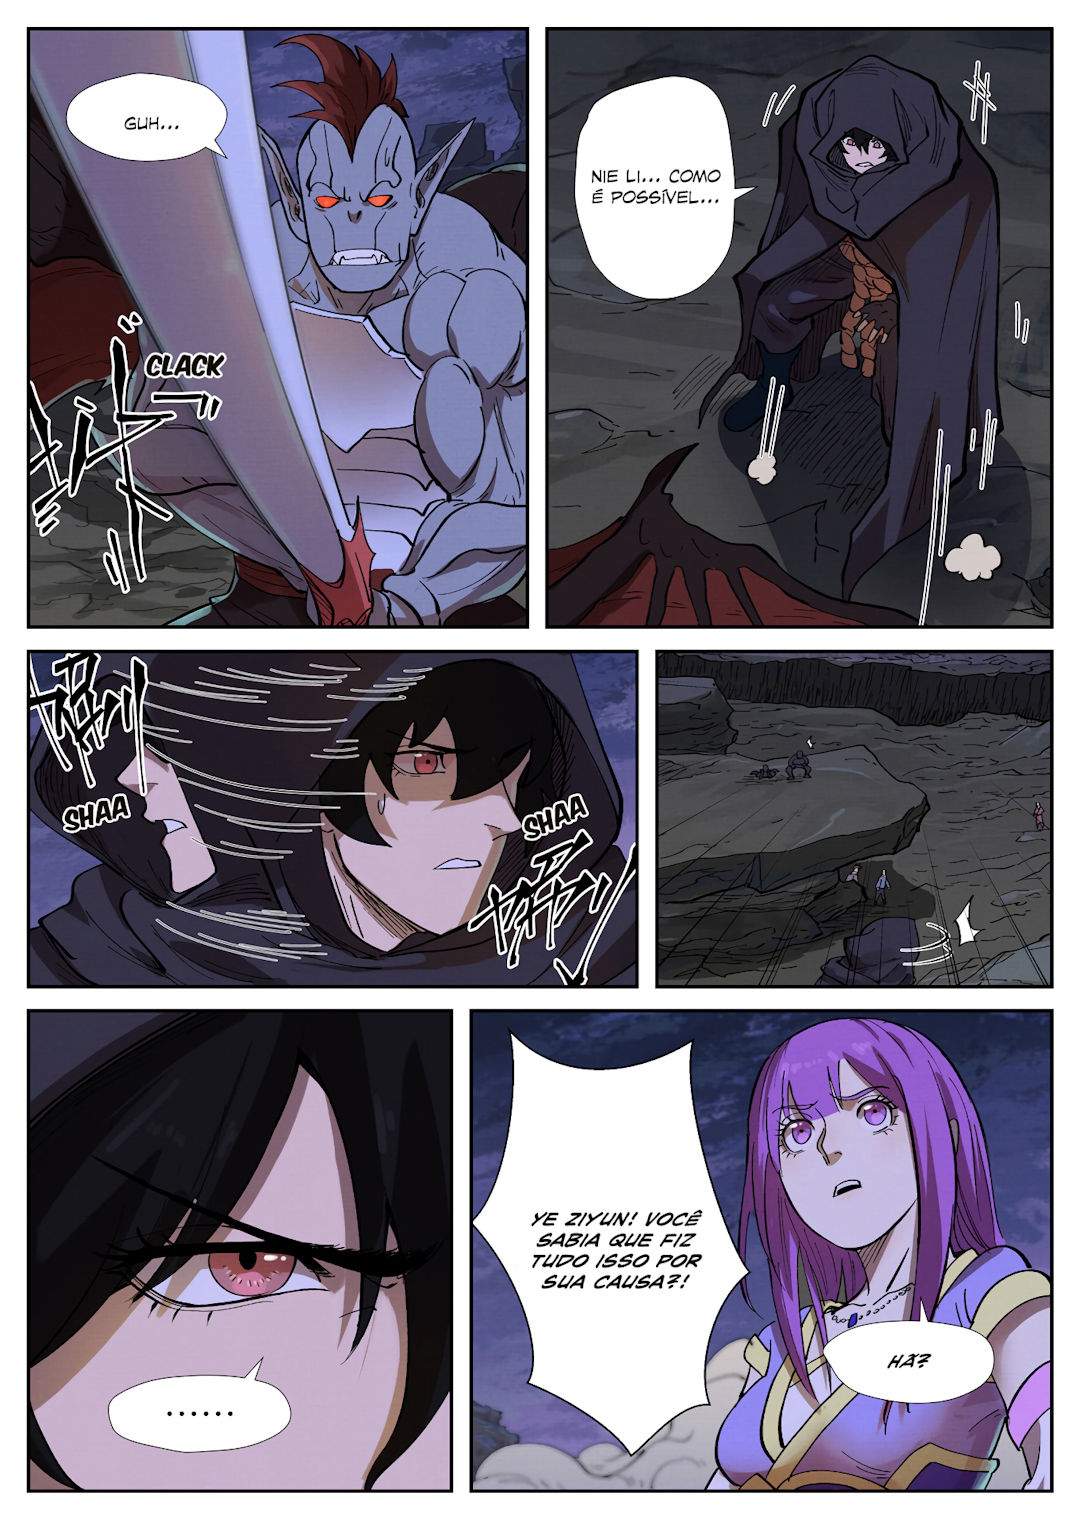 GUH...
CLACK
NIE LI... COMO
É POSSÍVEL...
SHAA
SHAA
......
YE ZIYUN! VOCÊ
SABIA QUE FIZ
TUDO ISSO POR
SUA CAUSA?!
HÃ?